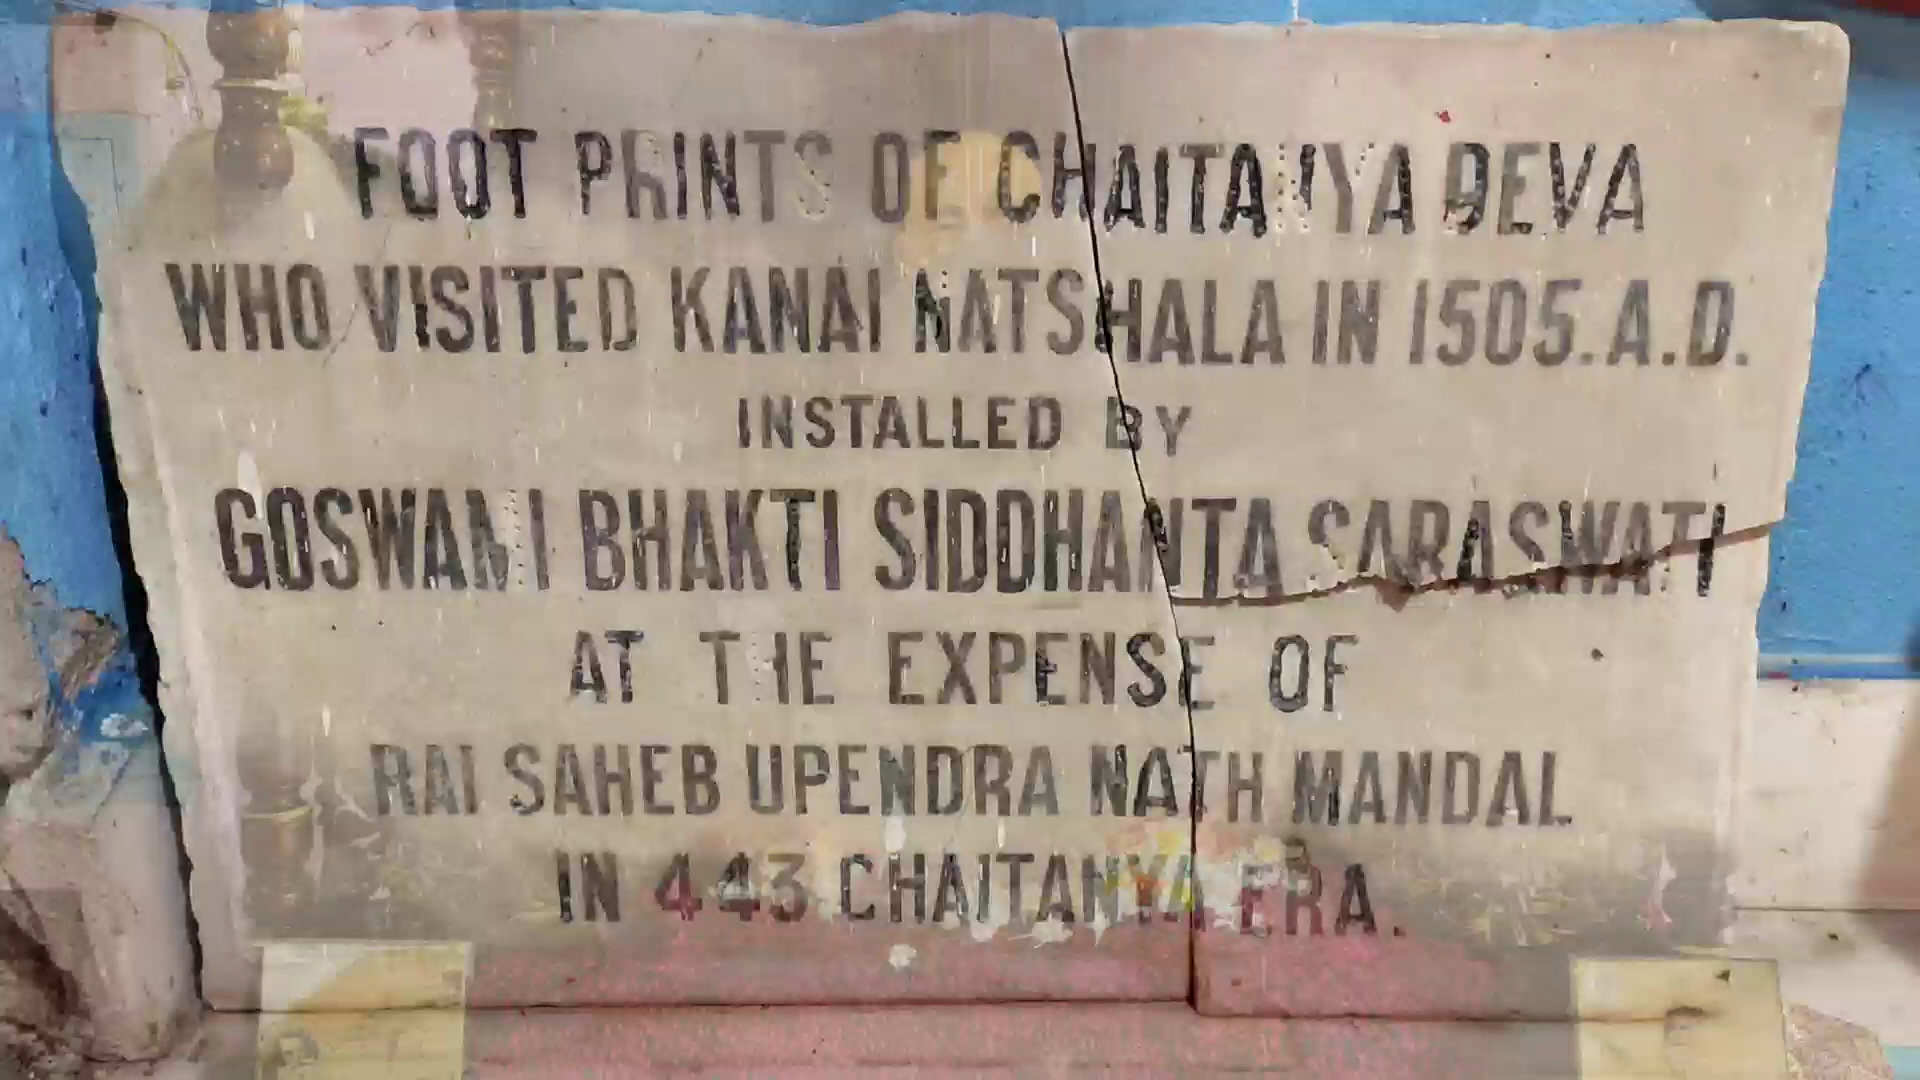 FOOT PRINTS OF CHAITANYA DEVA
WHO VISITED KANAI NATSHALA IN 1505.A.D.
INSTALLED BY
GOSWAMI BHAKTI SIDDHANTA SARASWATI
AT THE EXPENSE OF
RAI SAHEB UPENDRA NATH MANDAL
IN 443 CHAITANYA ERA.